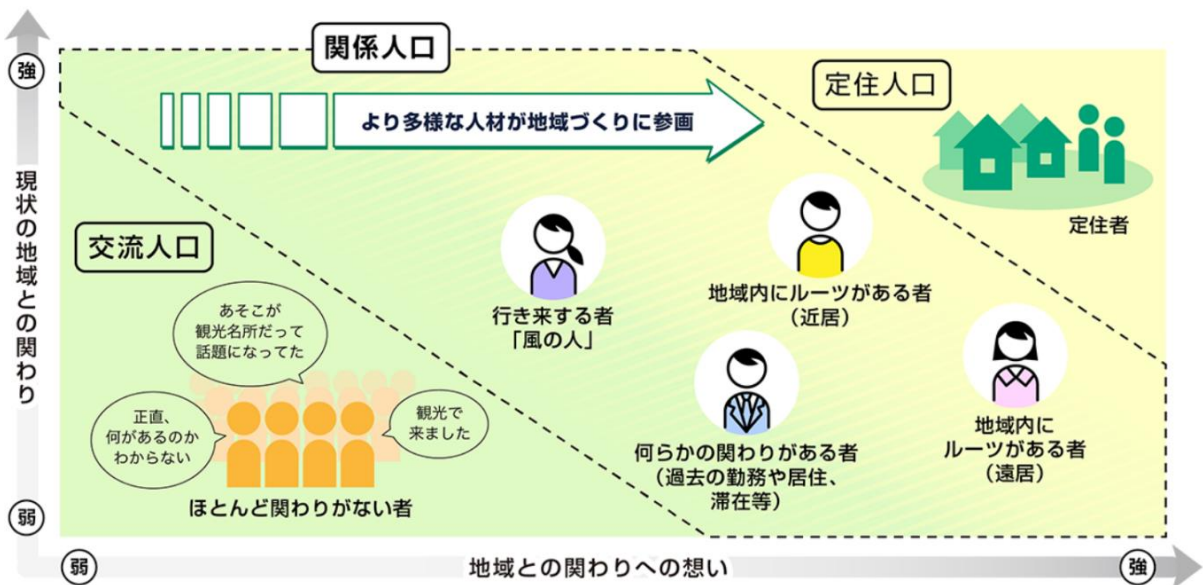 関係人口
強
より多様な人材が地域づくりに参画
定住人口
定住者
現状の地域との関わり
交流人口
あそこが
観光名所だって
話題になってた
正直、
何があるのか
わからない
観光で
来ました
ほとんど関わりがない者
行き来する者
「風の人」
地域内にルーツがある者
(近居)
何らかの関わりがある者
(過去の勤務や居住、
滞在等)
地域内に
ルーツがある者
(遠居)
弱
弱
地域との関わりへの想い
強